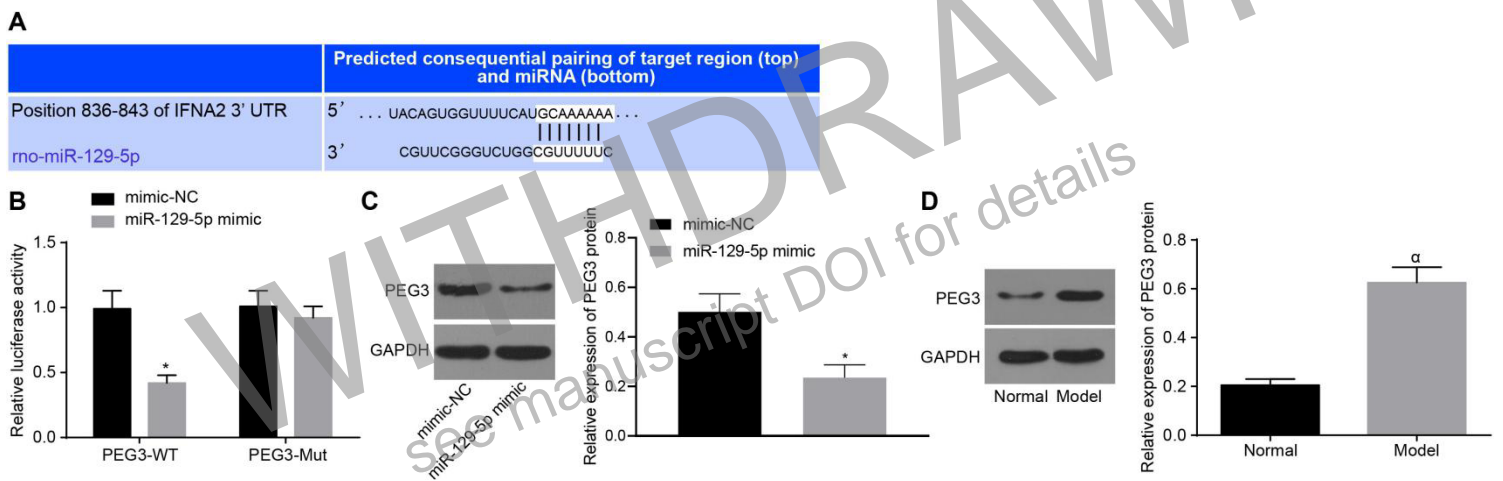 A
Predicted consequential pairing of target region (top)
and miRNA (bottom)
Position 836-843 of IFNA2 3' UTR
5' ... UACAGUGGUUUUCAUGCAAAAAA...
rno-miR-129-5p
3' CGUUCGGGUCUGGCGUUUUUC
B
mimic-NC
miR-129-5p mimic
Relative luciferase activity
1.5
1.0
0.5
0.0
*
PEG3-WT
PEG3-Mut
C
PEG3
GAPDH
mimic-NC
miR-129-5p mimic
mimic-NC
miR-129-5p mimic
Relative expression of PEG3 protein
0.8
0.6
0.4
0.2
0.0
*
D
PEG3
GAPDH
Normal Model
Relative expression of PEG3 protein
0.8
0.6
0.4
0.2
0.0
α
Normal
Model
see manuscript DOI for details